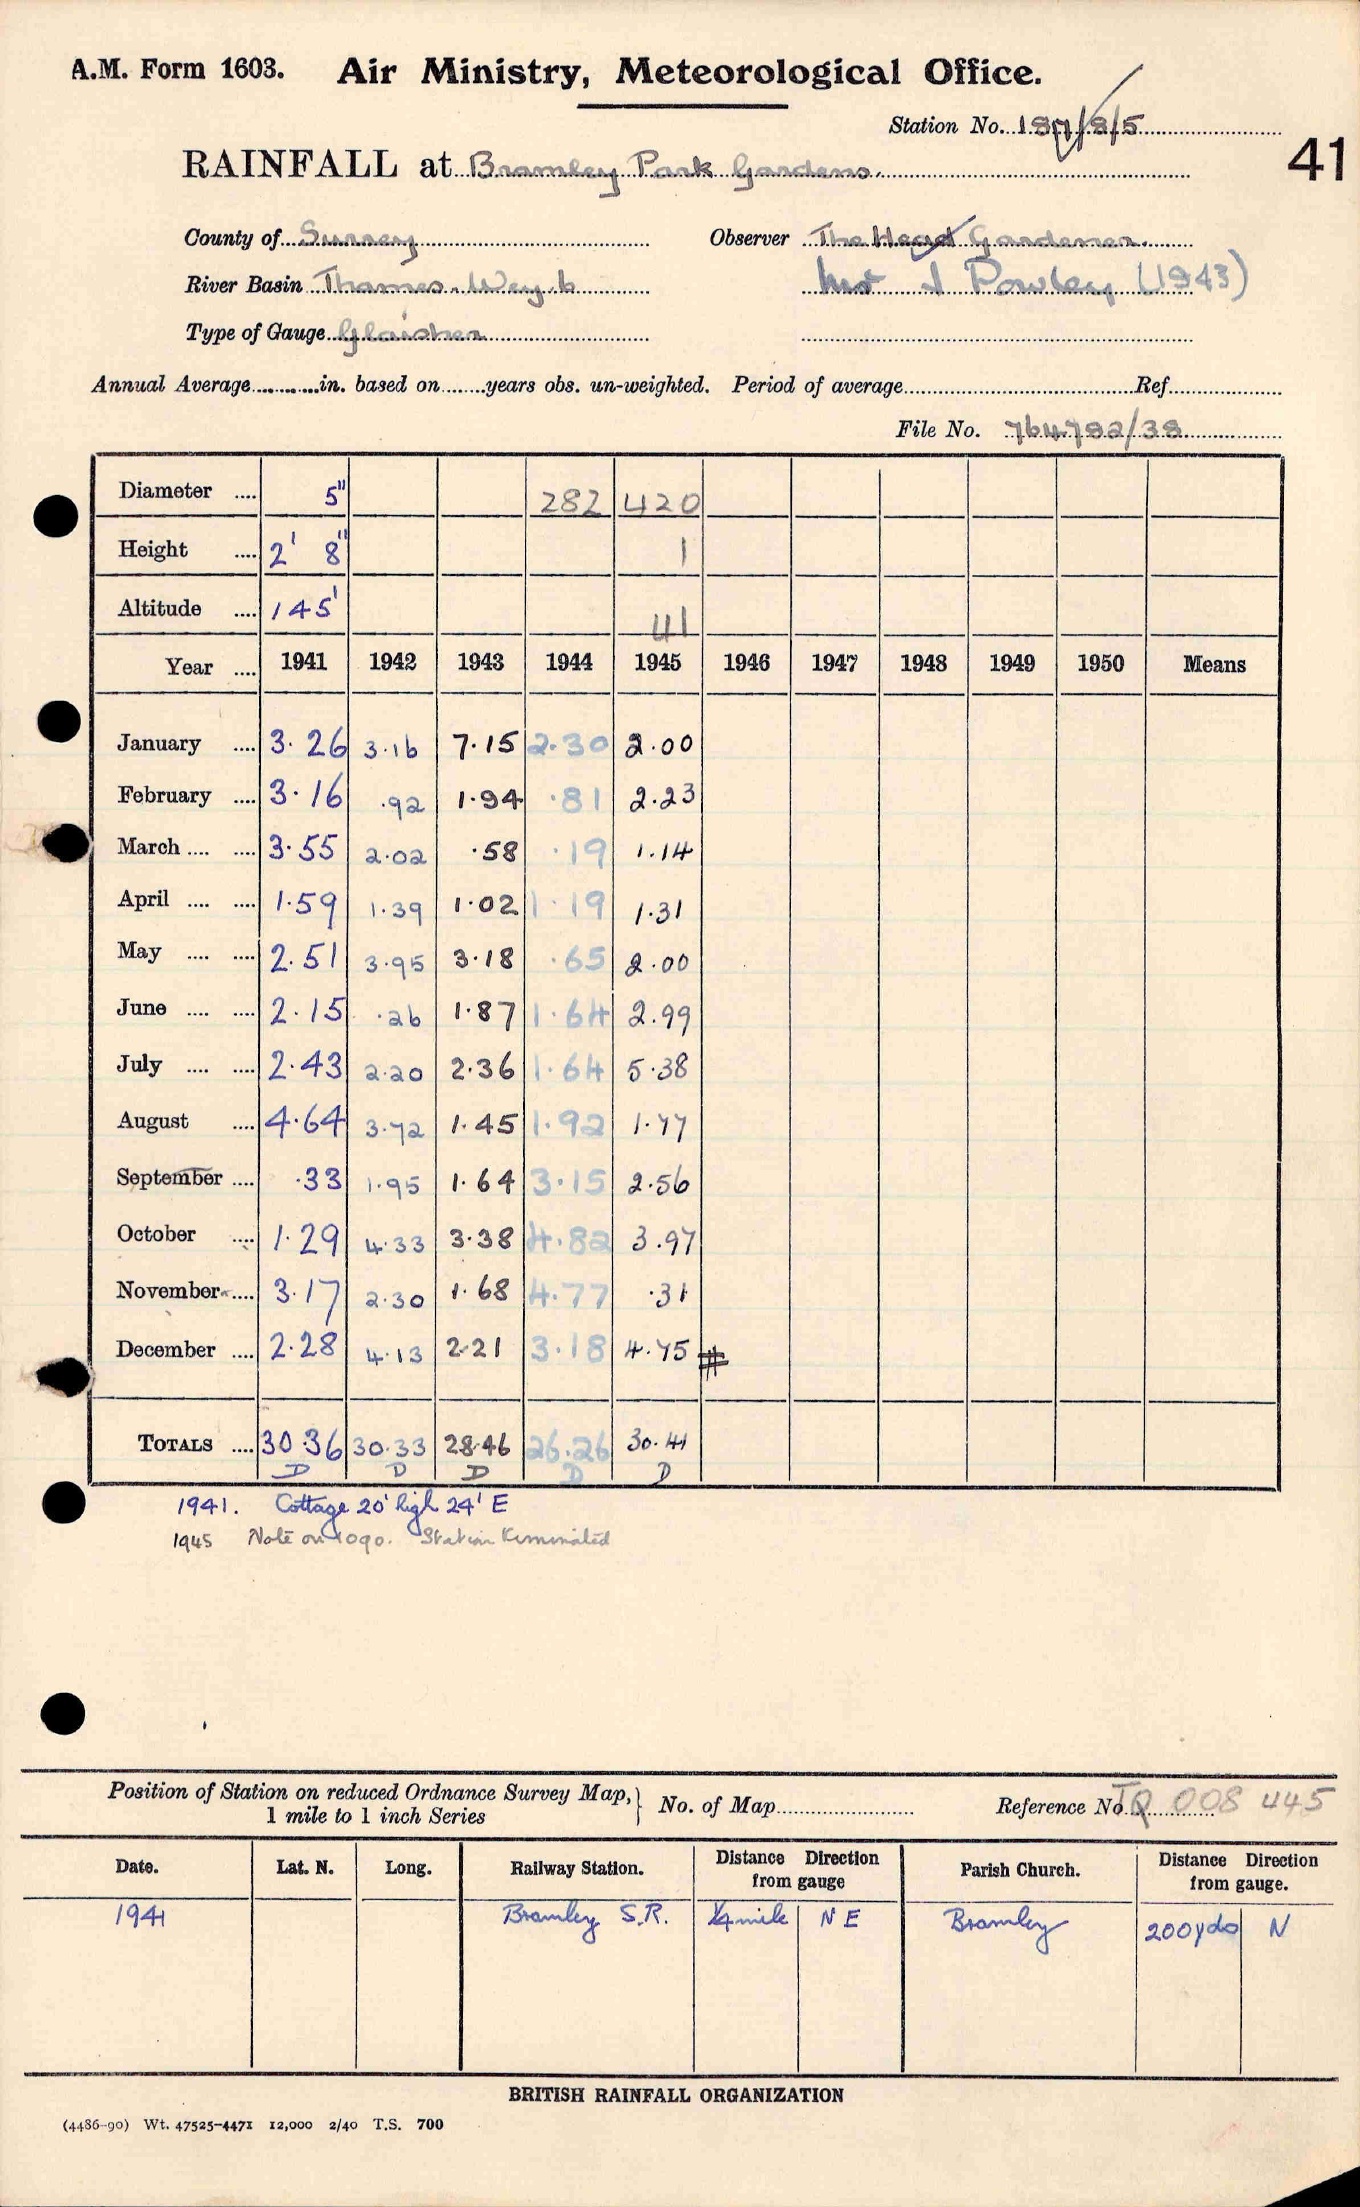 A.M. Form 1603. Air Ministry, Meteorological Office.
Station No. 187/8/5
41
RAINFALL at Bramley Park Gardens.
County of Surrey Observer The Head Gardener.
River Basin Thames. Wey. b Mr J Powley (1943)
Type of Gauge Glaisher
Annual Average............in. based on........years obs. un-weighted. Period of average........ Ref........
File No. 764782/38
Diameter .... 5" 282 420
Height .... 2' 8" 1
Altitude .... 145' 41
Year .... 1941 1942 1943 1944 1945 1946 1947 1948 1949 1950 Means
January .... 3.26 3.16 7.15 2.30 2.00
February .... 3.16 .92 1.94 .81 2.23
March .... .... 3.55 2.02 .58 .19 1.14
April .... .... 1.59 1.39 1.02 1.19 1.31
May .... .... 2.51 3.95 3.18 .65 2.00
June .... .... 2.15 .26 1.87 1.64 2.99
July .... .... 2.43 2.20 2.36 1.64 5.38
August .... 4.64 3.72 1.45 1.92 1.77
September .... .33 1.95 1.64 3.15 2.56
October .... 1.29 4.33 3.38 4.82 3.97
November .... 3.17 2.30 1.68 4.77 .31
December .... 2.28 4.13 2.21 3.18 4.75 #
TOTALS .... 30.36 30.33 28.46 26.26 30.41
D D D D D
1941. Cottage 20' high 24' E
1945 Note on 1090. Station terminated
Position of Station on reduced Ordnance Survey Map, 1 mile to 1 inch Series } No. of Map........ Reference No. TQ 008 445
Date. Lat. N. Long. Railway Station. Distance Direction from gauge Parish Church. Distance Direction from gauge.
1941 Bramley S.R. 1/4 mile N E Bramley 200 yds N
BRITISH RAINFALL ORGANIZATION
(4486-90) Wt. 47525-4471 12,000 2/40 T.S. 700